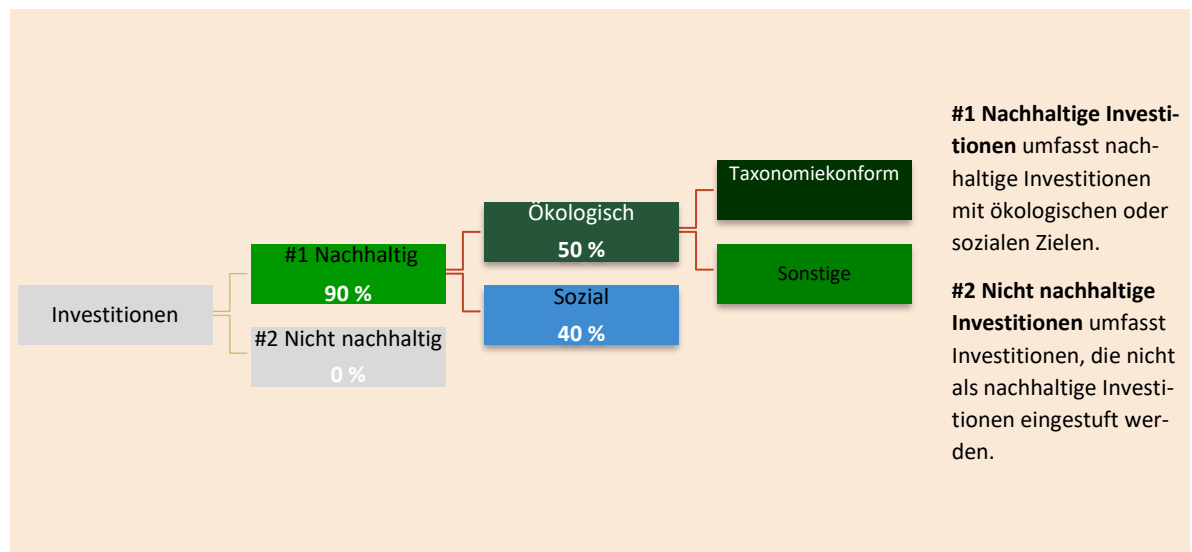 Investitionen
#1 Nachhaltig
90 %
#2 Nicht nachhaltig
0 %
Ökologisch
50 %
Sozial
40 %
Taxonomiekonform
Sonstige
#1 Nachhaltige Investi-
tionen umfasst nach-
haltige Investitionen
mit ökologischen oder
sozialen Zielen.
#2 Nicht nachhaltige
Investitionen umfasst
Investitionen, die nicht
als nachhaltige Investi-
tionen eingestuft wer-
den.